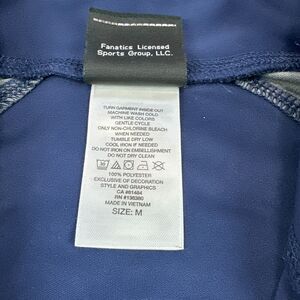 Fanatics Licensed
Sports Group, LLC.
TURN GARMENT INSIDE OUT
MACHINE WASH COLD
WITH LIKE COLORS
GENTLE CYCLE
ONLY NON-CHLORINE BLEACH
WHEN NEEDED
TUMBLE DRY LOW
COOL IRON IF NEEDED
DO NOT IRON ON EMBELLISHMENT
DO NOT DRY CLEAN
100% POLYESTER
EXCLUSIVE OF DECORATION
STYLE AND GRAPHICS
CA #51484
RN #136380
MADE IN VIETNAM
SIZE: M